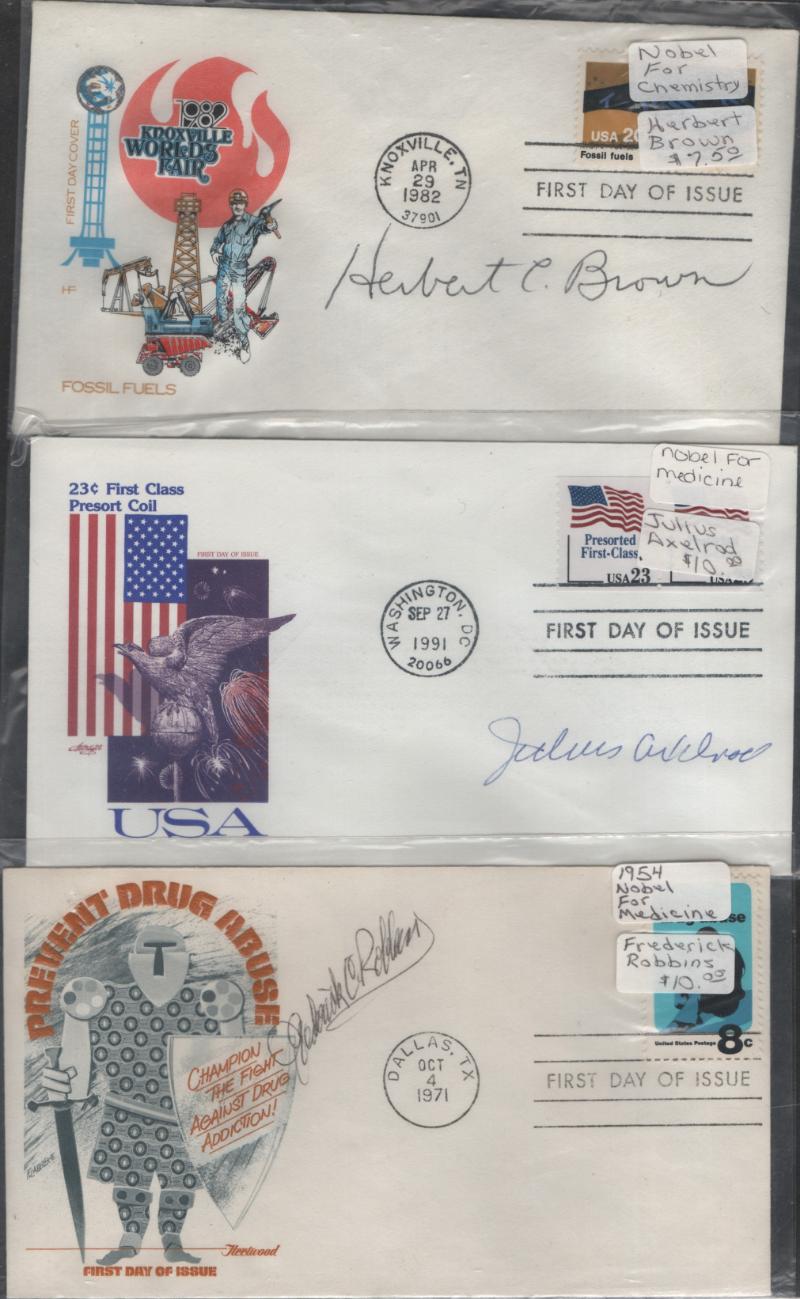 FIRST DAY COVER
1982
KNOXVILLE
WORLD'S
FAIR
HF
FOSSIL FUELS
KNOXVILLE, TN
APR
29
1982
37901
USA 20
Fossil fuels
Nobel
For
Chemistry
Herbert
Brown
$7.50
FIRST DAY OF ISSUE
Herbert C. Brown
23¢ First Class
Presort Coil
FIRST DAY OF ISSUE
USA
WASHINGTON, DC
SEP 27
1991
20066
Presorted
First-Class
USA 23
Nobel For
medicine
Julius
Axelrod
$10.00
FIRST DAY OF ISSUE
Julius Axelrod
PREVENT DRUG ABUSE
CHAMPION
THE FIGHT
AGAINST DRUG
ADDICTION!
Fleetwood
FIRST DAY OF ISSUE
Frederick C Robbins
DALLAS, TX
OCT
4
1971
1954
Nobel
For
Medicine
Frederick
Robbins
$10.00
United States Postage 8c
FIRST DAY OF ISSUE